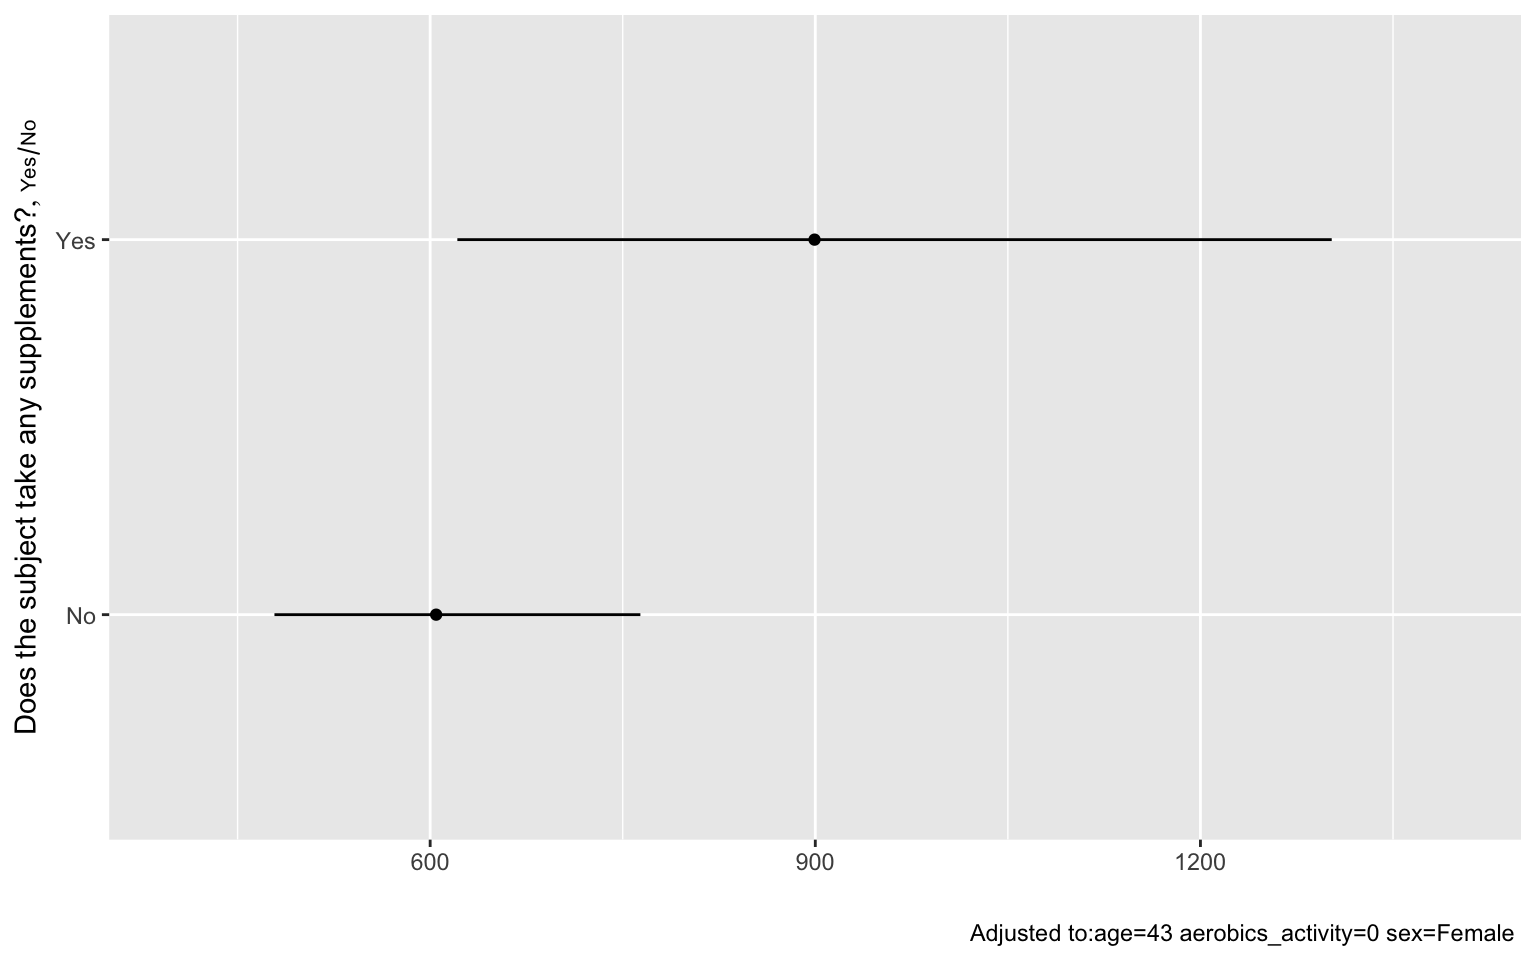 Does the subject take any supplements?, Yes/No
Yes
No
600
900
1200
Adjusted to:age=43 aerobics_activity=0 sex=Female